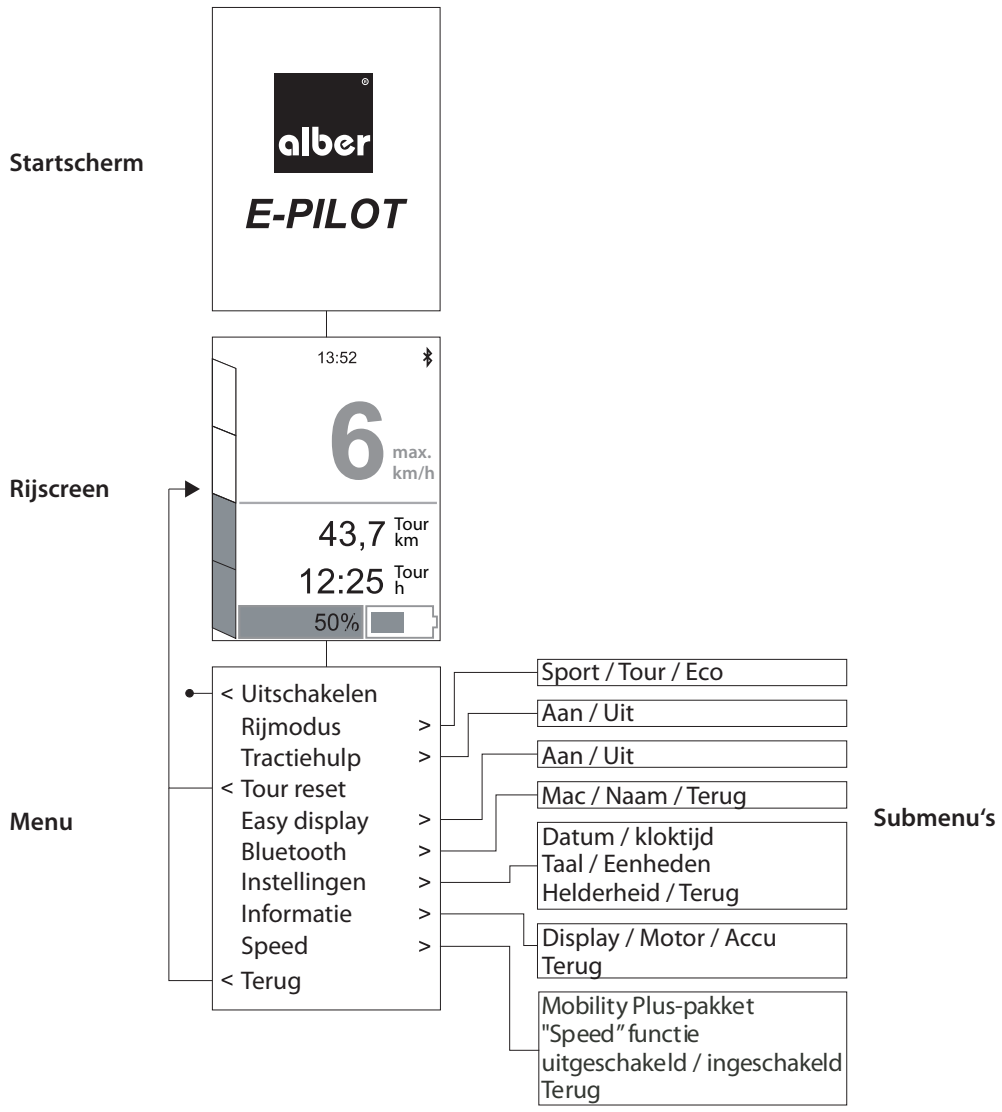 alber
®
E-PILOT
Startscherm
13:52
6 max. km/h
Rijscreen
43,7 Tour km
12:25 Tour h
50%
Menu
< Uitschakelen
Rijmodus >
Tractiehulp >
< Tour reset
Easy display >
Bluetooth >
Instellingen >
Informatie >
Speed >
< Terug
Sport / Tour / Eco
Aan / Uit
Aan / Uit
Mac / Naam / Terug
Datum / kloktijd
Taal / Eenheden
Helderheid / Terug
Display / Motor / Accu
Terug
Mobility Plus-pakket
"Speed” functie
uitgeschakeld / ingeschakeld
Terug
Submenu‘s